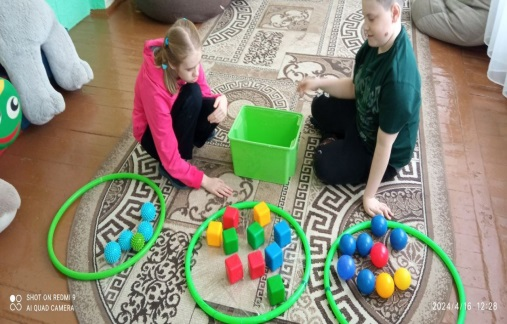 SHOT ON REDMI 9
AI QUAD CAMERA
2024/4/16 12:28